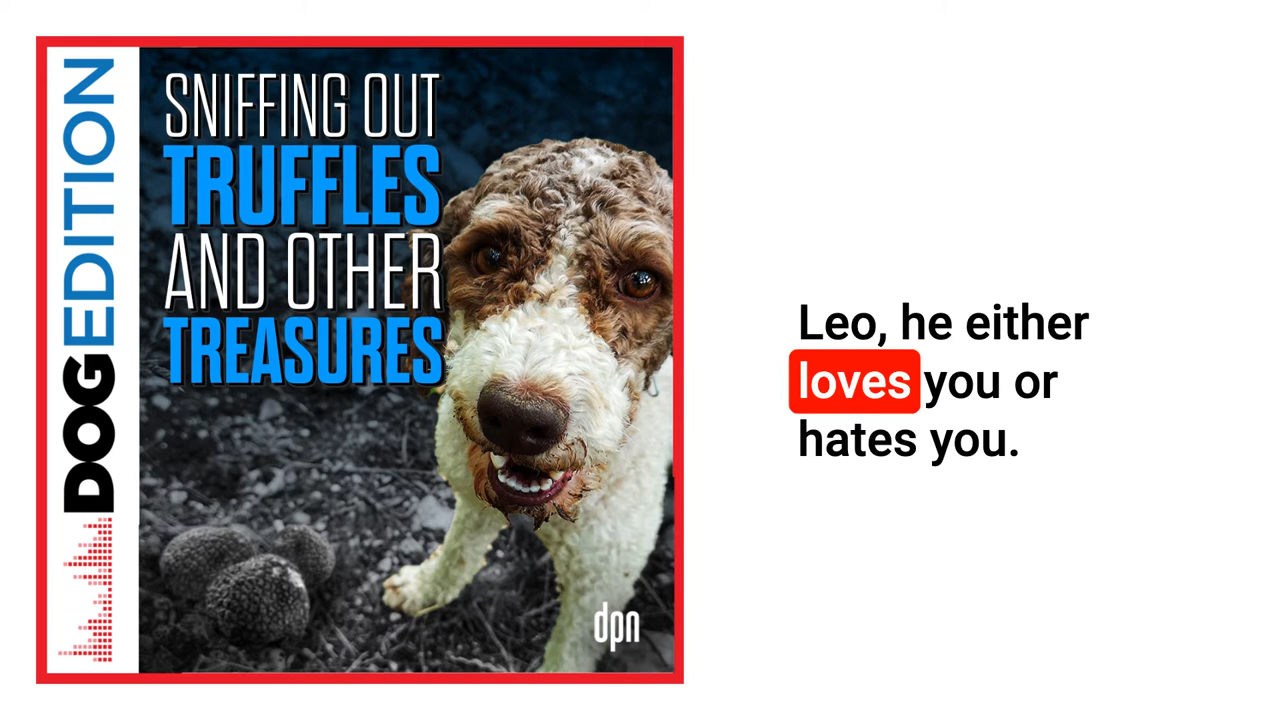 DOGEDITION
SNIFFING OUT
TRUFFLES
AND OTHER
TREASURES
dpn
Leo, he either
loves you or
hates you.